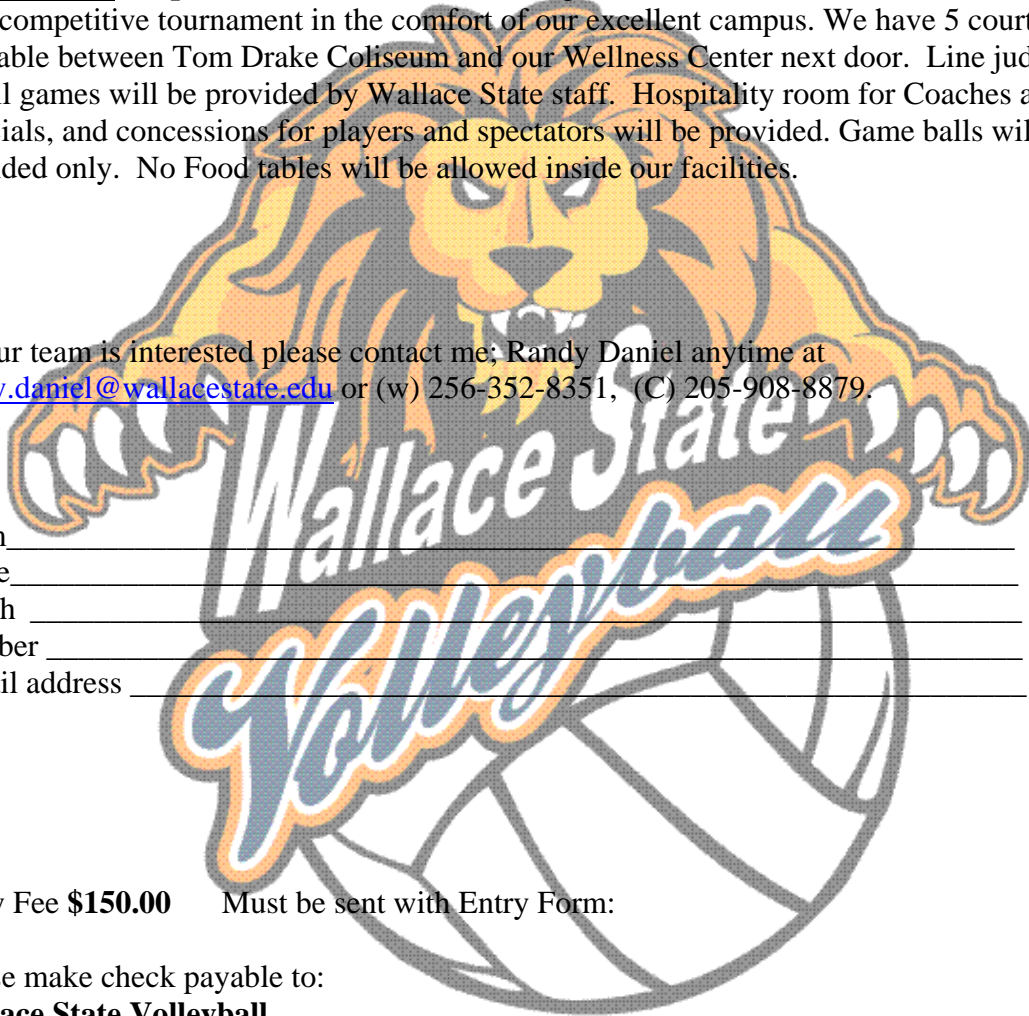 competitive tournament in the comfort of our excellent campus. We have 5 court
able between Tom Drake Coliseum and our Wellness Center next door.  Line jud
ll games will be provided by Wallace State staff.  Hospitality room for Coaches a
cials, and concessions for players and spectators will be provided. Game balls wil
ided only.  No Food tables will be allowed inside our facilities.
ur team is interested please contact me; Randy Daniel anytime at
y.daniel@wallacestate.edu or (w) 256-352-8351,  (C) 205-908-8879.
Wallace State
Volleyball
m
e
h
ber
il address
y Fee $150.00 Must be sent with Entry Form:
se make check payable to:
lace State Volleyball